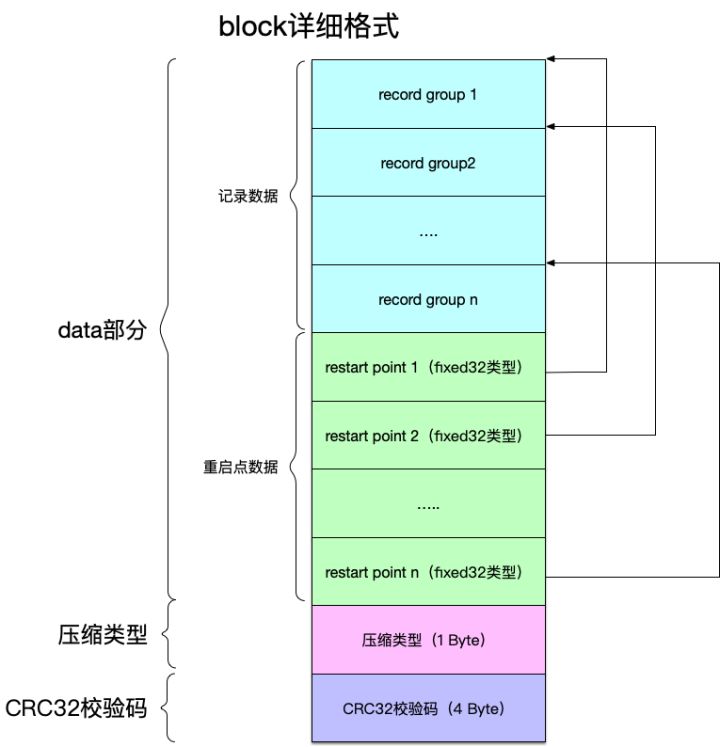 block详细格式
record group 1
record group2
记录数据
....
record group n
data部分
restart point 1（fixed32类型）
restart point 2（fixed32类型）
重启点数据
.....
restart point n（fixed32类型）
压缩类型
压缩类型（1 Byte）
CRC32校验码
CRC32校验码（4 Byte）